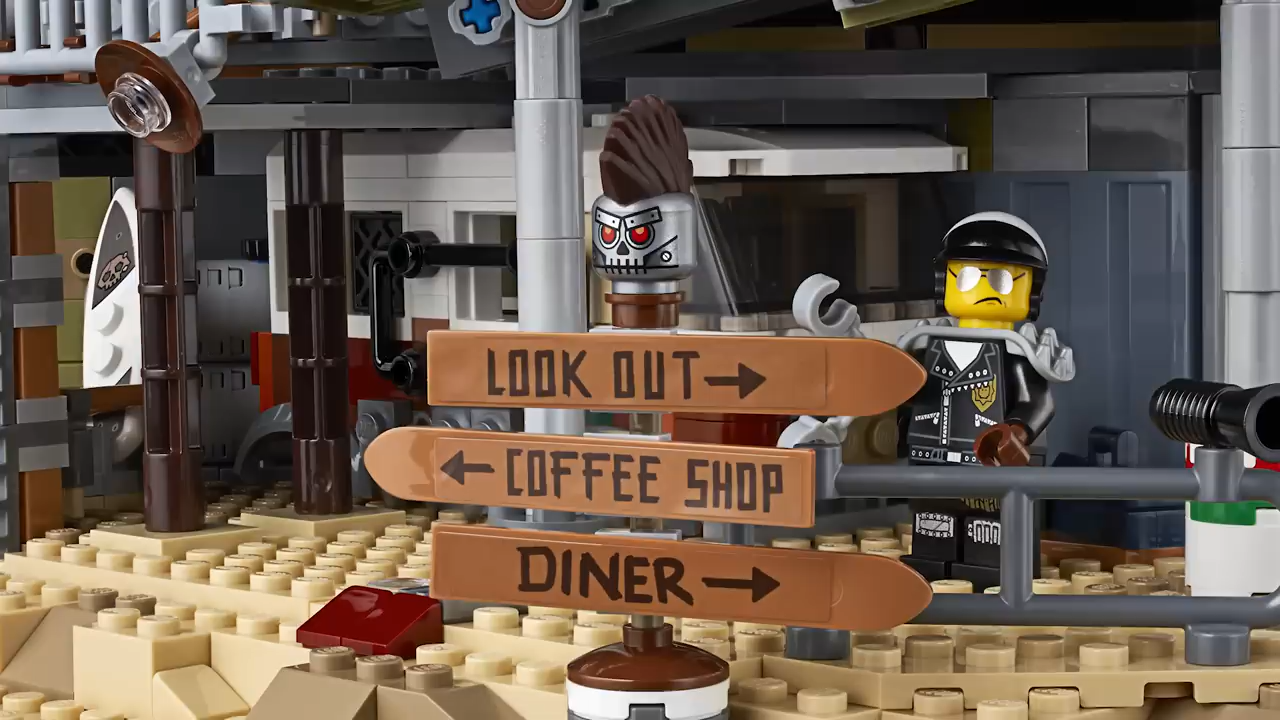 LOOK OUT →
← COFFEE SHOP
DINER →